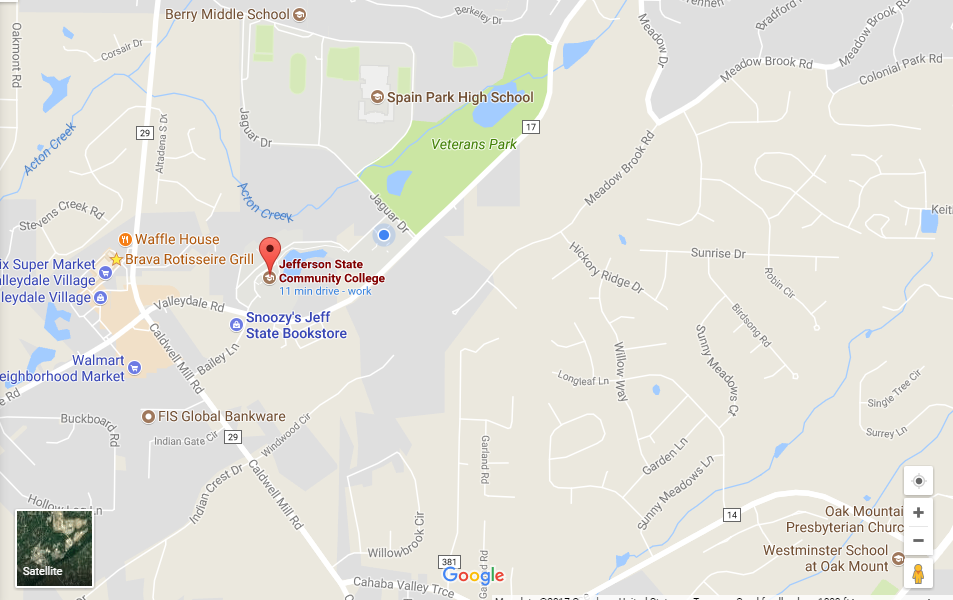 Berry Middle School
Berkeley Dr
Bradford
Oakmont Rd
Corsair Dr
Meadow Dr
Meadow Brook Rd
Meadow Brook Rd
Colonial Park Rd
Spain Park High School
29
17
Altadena S Dr
Jaguar Dr
Veterans Park
Acton Creek
Meadow Brook Rd
Acton Creek
Jaguar Dr
Stevens Creek Rd
Waffle House
Brava Rotisseire Grill
Jefferson State
Community College
11 min drive - work
ix Super Market
Valleydale Village
Hickory Ridge Dr
Sunrise Dr
Robin Cir
Valleydale Rd
Snoozy's Jeff
State Bookstore
Birdsong Rd
Caldwell Mill Rd
Bailey Ln
Walmart
eighborhood Market
Willow Way
Sunny Meadows Ct
Longleaf Ln
Single Tree Cir
Surrey Ln
Buckboard Rd
FIS Global Bankware
Indian Gate Cir
29
Windwood Cir
Garland Rd
Garden Ln
Sunny Meadows Ln
Indian Crest Dr
Caldwell Mill Rd
14
Oak Mountai
Presbyterian Churc
Westminster School
at Oak Mount
Willowbrook Cir
381
Cahaba Valley Trce
Satellite
Google